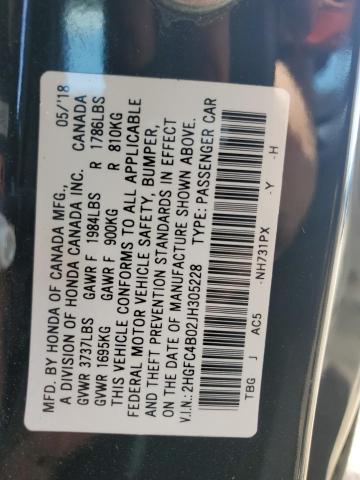 MFD. BY HONDA OF CANADA MFG., 05/'18
A DIVISION OF HONDA CANADA INC. CANADA
GVWR 3737LBS GAWR F 1984LBS R 1786LBS
GVWR 1695KG GAWR F 900KG R 810KG
THIS VEHICLE CONFORMS TO ALL APPLICABLE
FEDERAL MOTOR VEHICLE SAFETY, BUMPER,
AND THEFT PREVENTION STANDARDS IN EFFECT
ON THE DATE OF MANUFACTURE SHOWN ABOVE.
V.I.N.:2HGFC4B02JH305228 TYPE: PASSENGER CAR
TBG J AC5 -NH731PX -Y -H